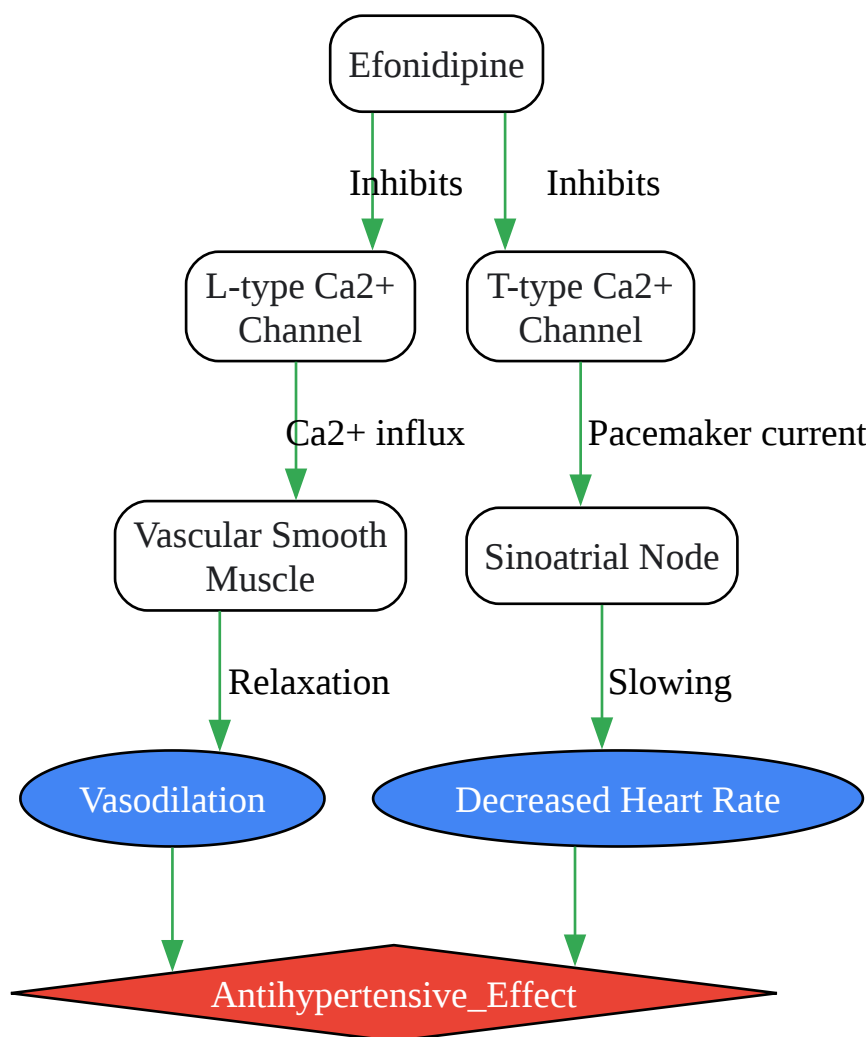 Efonidipine
Inhibits
Inhibits
L-type Ca2+
Channel
T-type Ca2+
Channel
Ca2+ influx
Pacemaker current
Vascular Smooth
Muscle
Sinoatrial Node
Relaxation
Slowing
Vasodilation
Decreased Heart Rate
Antihypertensive_Effect